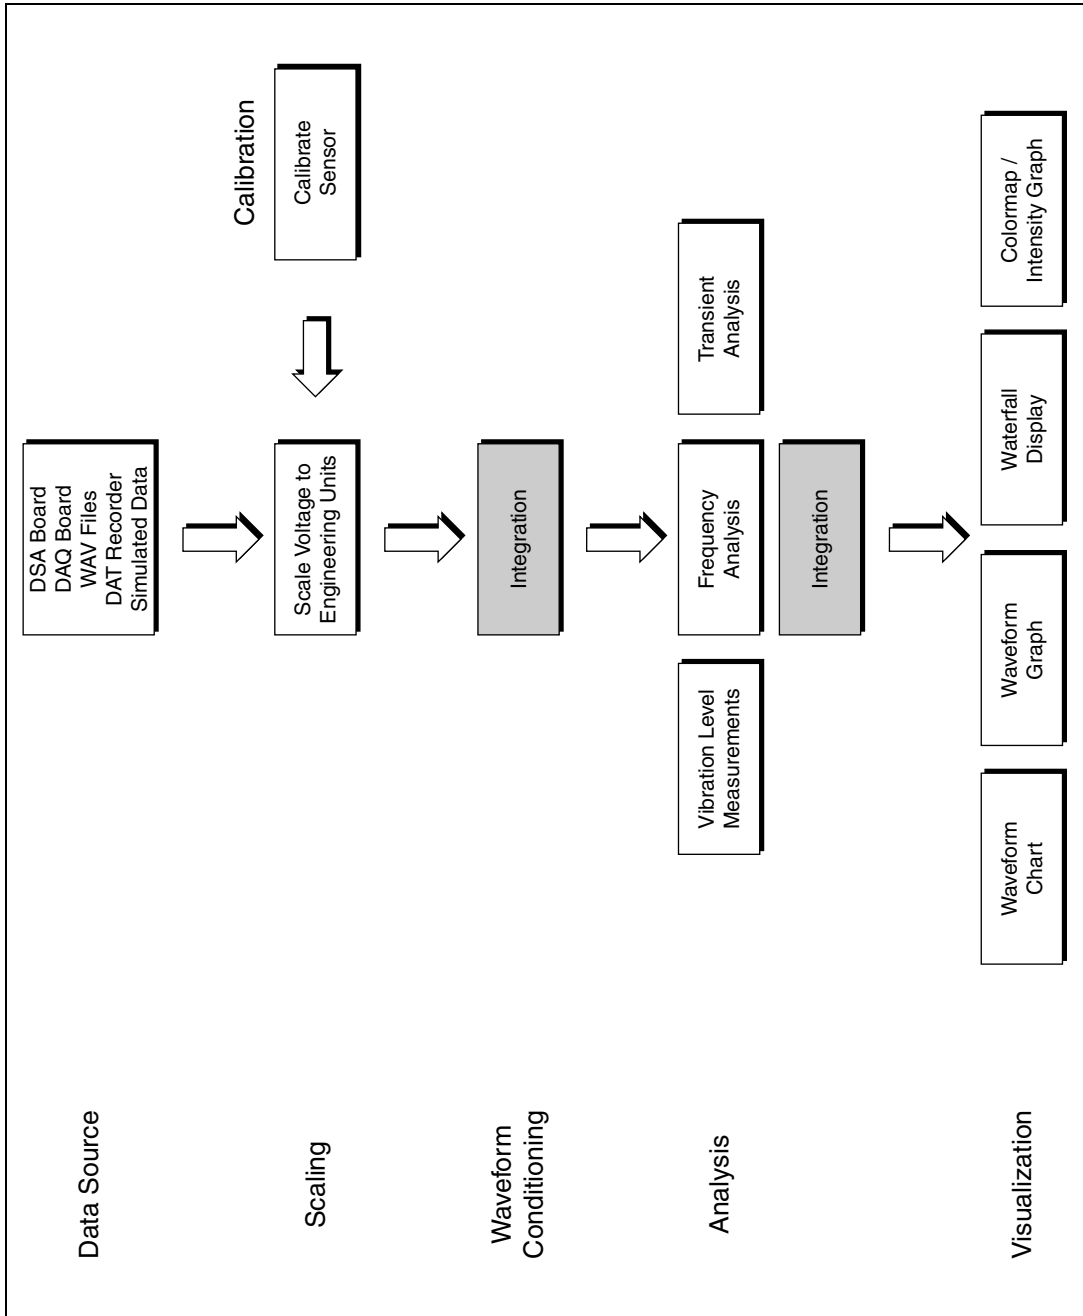 Data Source
DSA Board
DAQ Board
WAV Files
DAT Recorder
Simulated Data
Calibration
Scaling
Scale Voltage to
Engineering Units
Calibrate
Sensor
Waveform
Conditioning
Integration
Analysis
Vibration Level
Measurements
Frequency
Analysis
Transient
Analysis
Integration
Visualization
Waveform
Chart
Waveform
Graph
Waterfall
Display
Colormap /
Intensity Graph